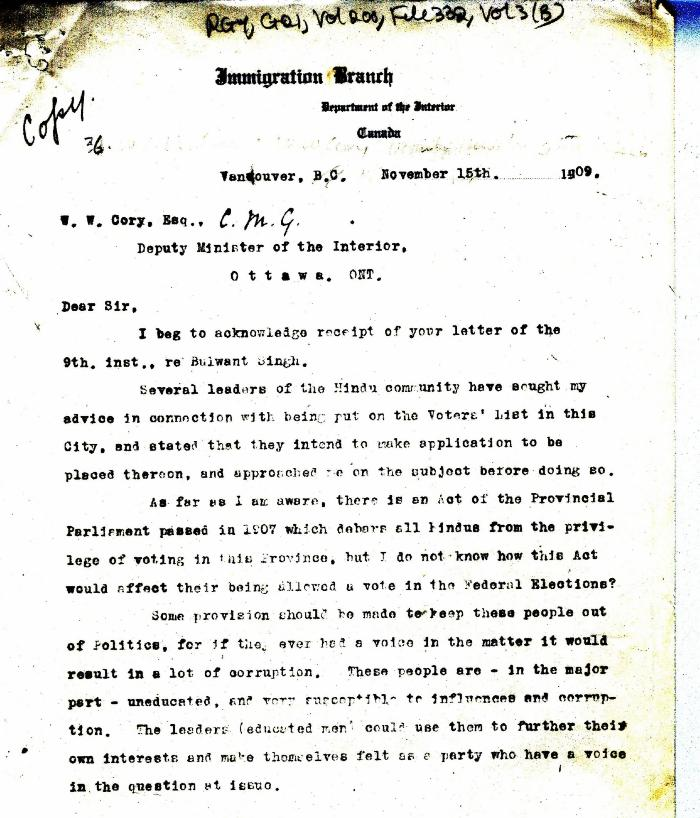 RG7, G21, Vol 200, File 332, Vol 3 (B)
Immigration Branch
Department of the Interior
Canada
Copy.
36.
Vancouver, B.C. November 15th. 1909.
W. W. Cory, Esq., C. M. G.
Deputy Minister of the Interior,
O t t a w a. ONT.
Dear Sir,
I beg to acknowledge receipt of your letter of the
9th. inst., re Bulwant Singh.
Several leaders of the Hindu community have sought my
advice in connection with being put on the Voters' List in this
City, and stated that they intend to make application to be
placed thereon, and approached me on the subject before doing so.
As far as I am aware, there is an Act of the Provincial
Parliament passed in 1907 which debars all Hindus from the privi-
lege of voting in this Province, but I do not know how this Act
would affect their being allowed a vote in the Federal Elections?
Some provision should be made to keep these people out
of Politics, for if they ever had a voice in the matter it would
result in a lot of corruption. These people are - in the major
part - uneducated, and very susceptible to influences and corrup-
tion. The leaders (educated men) could use them to further their
own interests and make themselves felt as a party who have a voice
in the question at issue.